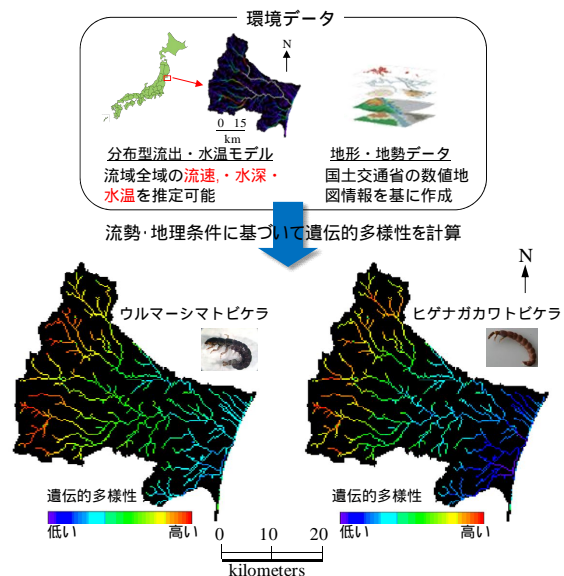 環境データ
N
0 15
km
分布型流出・水温モデル
流域全域の流速,・水深・
水温を推定可能
地形・地勢データ
国土交通省の数値地
図情報を基に作成
流勢・地理条件に基づいて遺伝的多様性を計算
N
ウルマーシマトビケラ
ヒゲナガカワトビケラ
遺伝的多様性
低い 高い
遺伝的多様性
低い 高い
0 10 20
kilometers